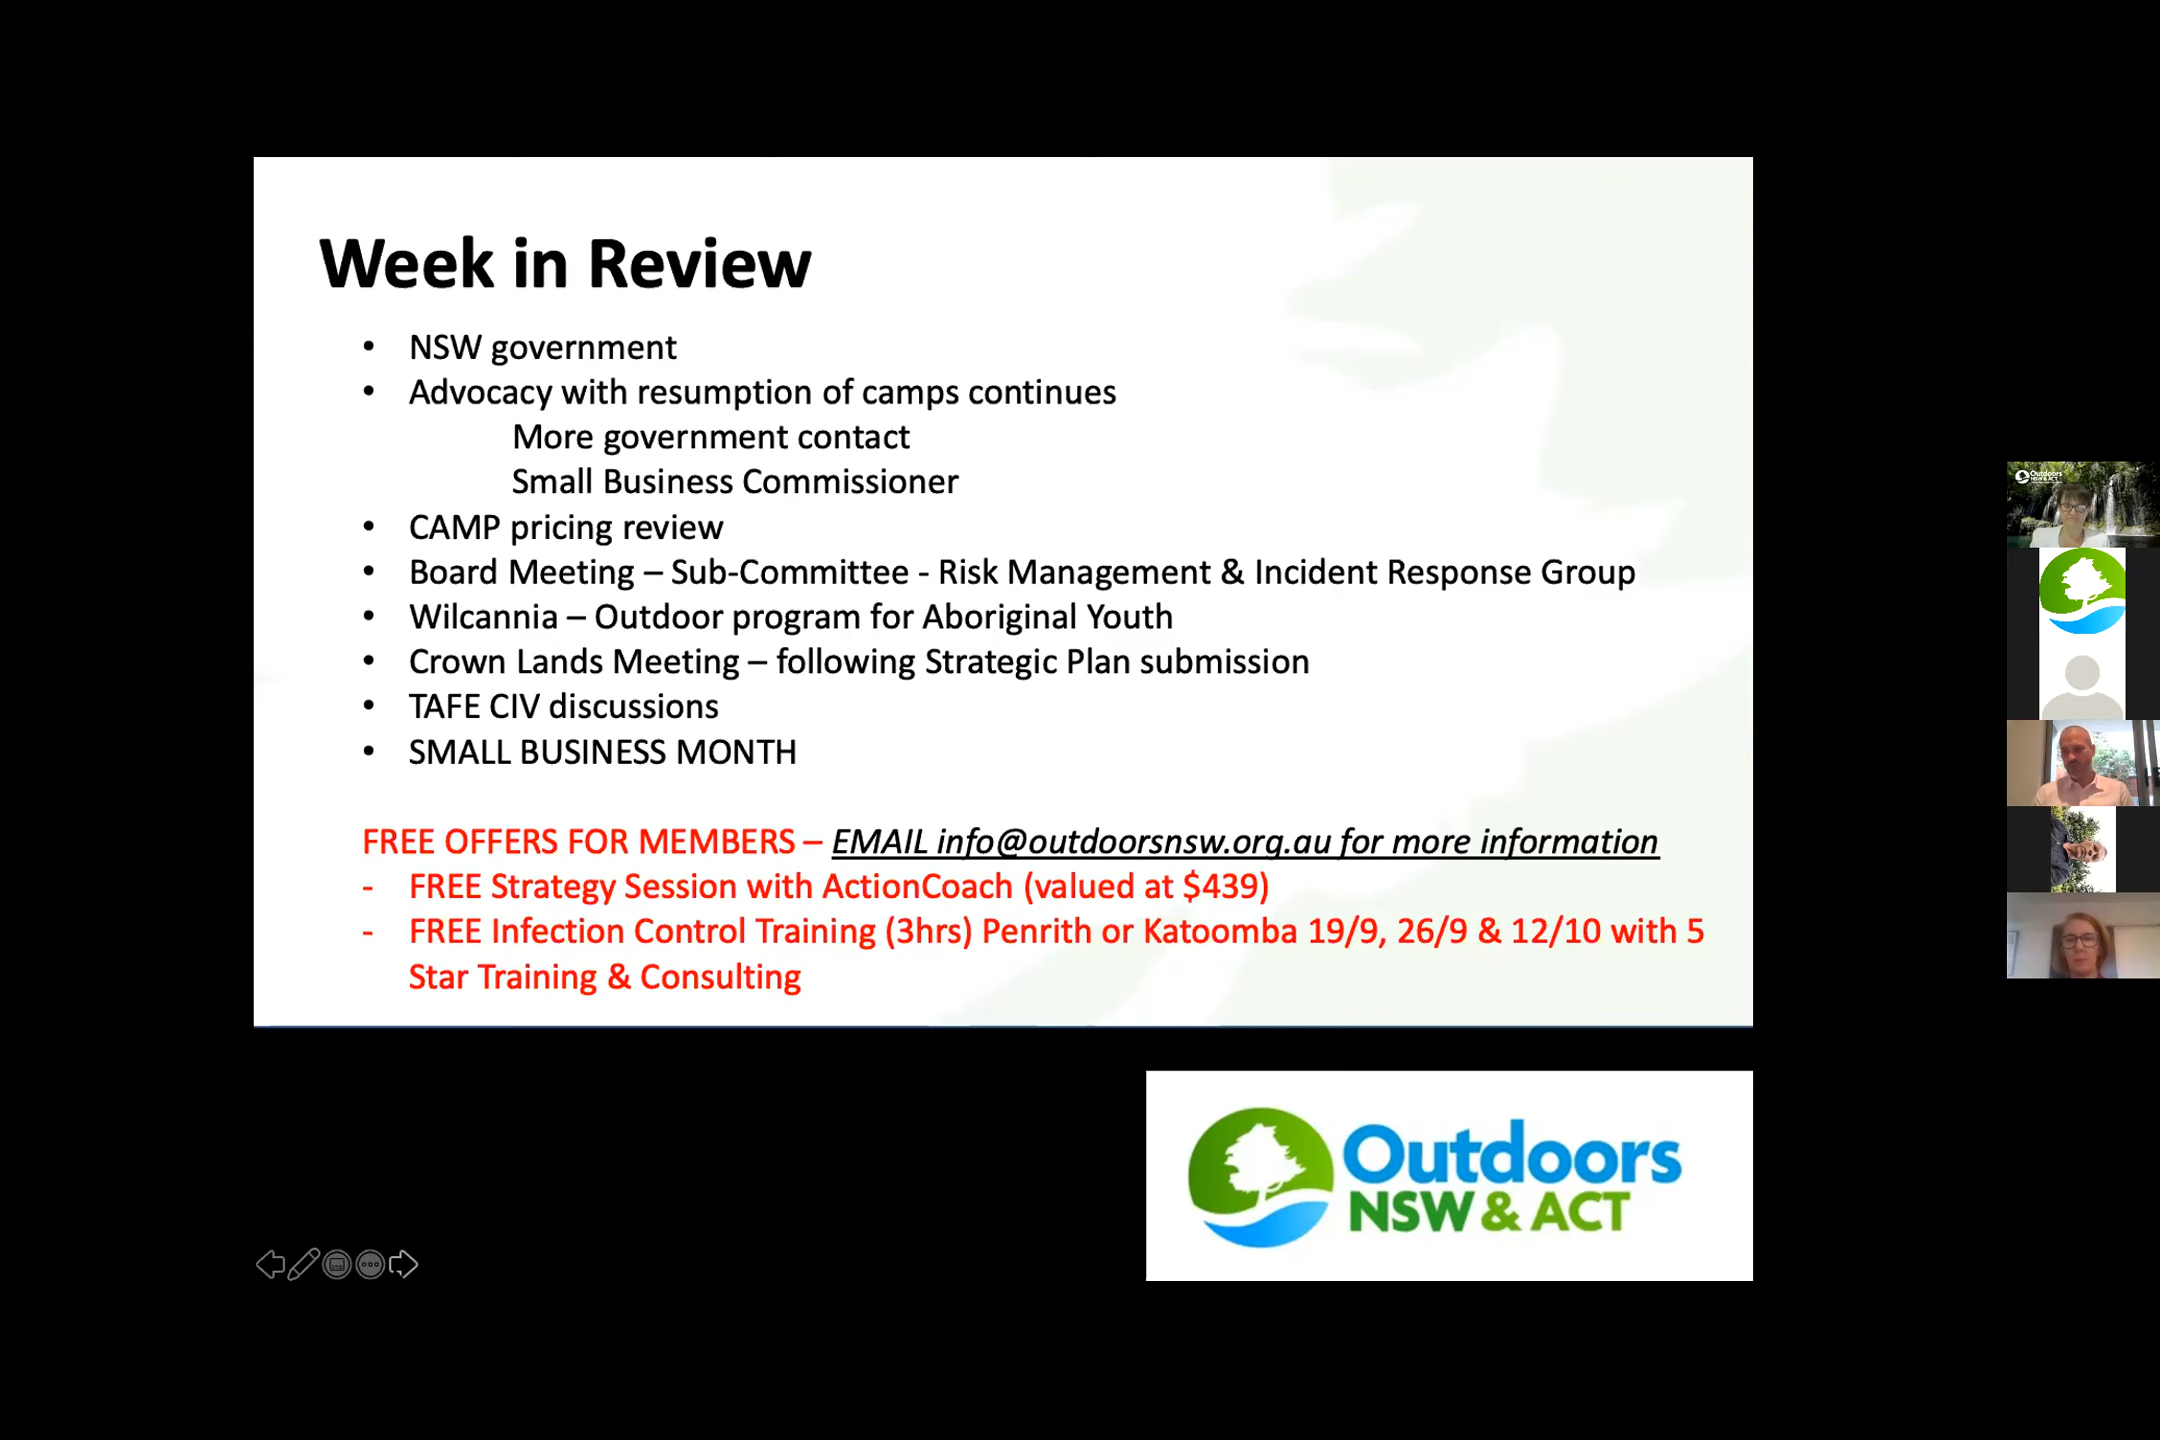 Week in Review
• NSW government
• Advocacy with resumption of camps continues
More government contact
Small Business Commissioner
• CAMP pricing review
• Board Meeting – Sub-Committee - Risk Management & Incident Response Group
• Wilcannia – Outdoor program for Aboriginal Youth
• Crown Lands Meeting – following Strategic Plan submission
• TAFE CIV discussions
• SMALL BUSINESS MONTH
FREE OFFERS FOR MEMBERS – EMAIL info@outdoorsnsw.org.au for more information
- FREE Strategy Session with ActionCoach (valued at $439)
- FREE Infection Control Training (3hrs) Penrith or Katoomba 19/9, 26/9 & 12/10 with 5
Star Training & Consulting
Outdoors
NSW & ACT
Outdoors
NSW & ACT